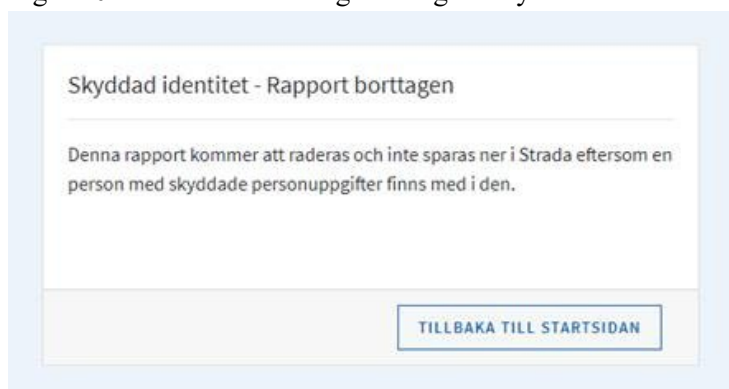 Skyddad identitet - Rapport borttagen
Denna rapport kommer att raderas och inte sparas ner i Strada eftersom en
person med skyddade personuppgifter finns med i den.
TILLBAKA TILL STARTSIDAN